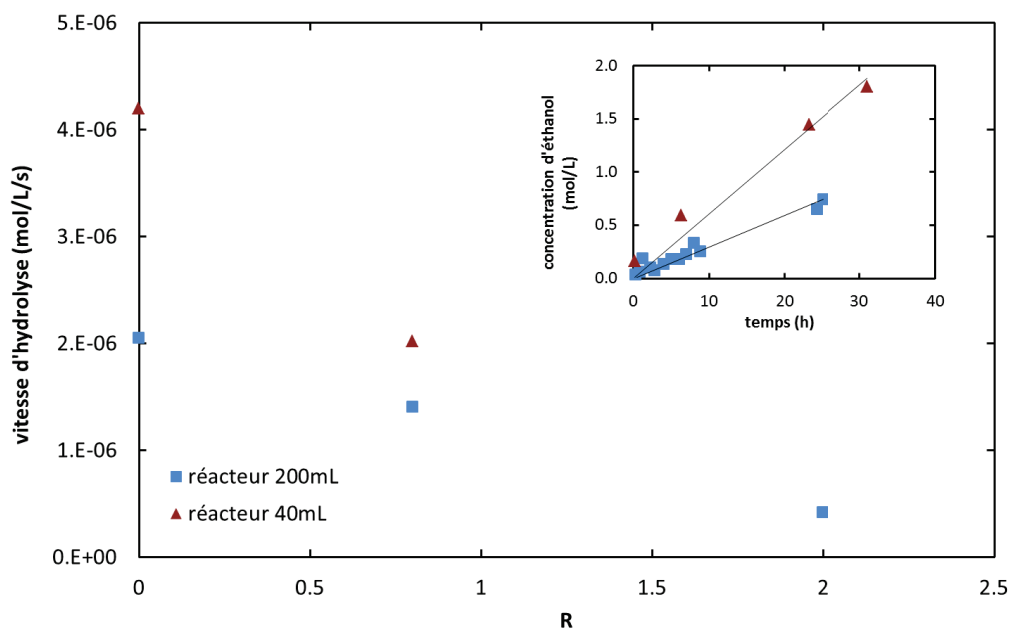 5.E-06
4.E-06
3.E-06
2.E-06
1.E-06
0.E+00
vitesse d'hydrolyse (mol/L/s)
0
0.5
1
1.5
2
2.5
R
réacteur 200mL
réacteur 40mL
2.0
1.5
1.0
0.5
0.0
concentration d'éthanol
(mol/L)
0
10
20
30
40
temps (h)